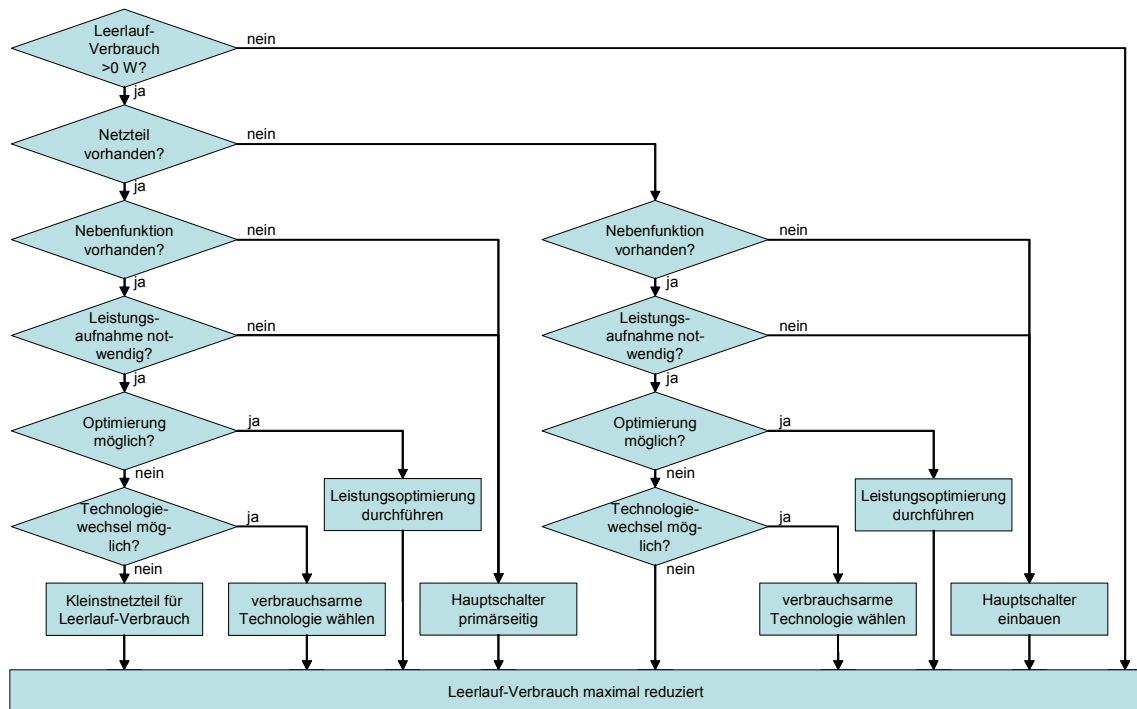 Leerlauf-
Verbrauch
>0 W?
nein
ja
Netzteil
vorhanden?
nein
ja
Nebenfunktion
vorhanden?
nein
ja
Nebenfunktion
vorhanden?
nein
ja
Leistungs-
aufnahme not-
wendig?
nein
ja
Leistungs-
aufnahme not-
wendig?
nein
ja
Optimierung
möglich?
ja
nein
Optimierung
möglich?
ja
nein
Leistungsoptimierung
durchführen
Leistungsoptimierung
durchführen
Technologie-
wechsel mög-
lich?
ja
nein
Technologie-
wechsel mög-
lich?
ja
nein
Kleinstnetzteil für
Leerlauf-Verbrauch
verbrauchsarme
Technologie wählen
Hauptschalter
primärseitig
verbrauchsarme
Technologie wählen
Hauptschalter
einbauen
Leerlauf-Verbrauch maximal reduziert